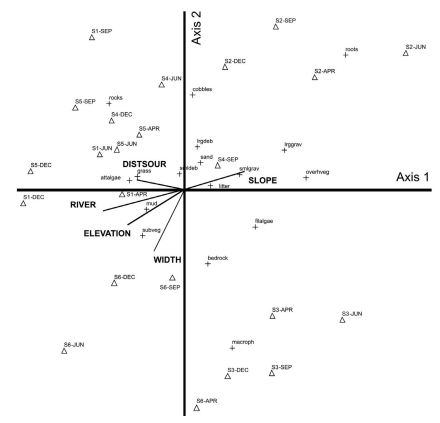 Axis 2
S2-SEP
S1-SEP
S2-JUN
roots
S2-DEC
S2-APR
S4-JUN
cobbles
rocks
S5-SEP
S4-DEC
S5-APR
lrgdeb
lrggrav
S5-JUN
S1-JUN
sand
S4-SEP
DISTSOUR
S5-DEC
grass
smldeb
smlgrav
overhveg
Axis 1
attalgae
SLOPE
litter
S1-APR
S1-DEC
RIVER
mud
filalgae
ELEVATION
subveg
WIDTH
bedrock
S6-DEC
S6-SEP
S3-APR
S3-JUN
S6-JUN
macroph
S3-DEC
S3-SEP
S6-APR